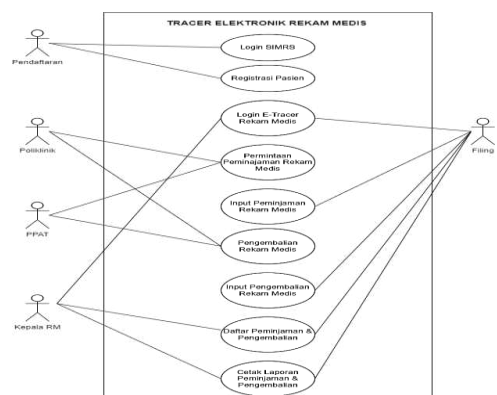 TRACER ELEKTRONIK REKAM MEDIS
Pendaftaran
Login SIMRS
Registrasi Pasien
Login E-Tracer
Rekam Medis
Poliklinik
Filing
Permintaan
Peminajaman Rekam
Medis
Input Peminjaman
Rekam Medis
PPAT
Pengembalian
Rekam Medis
Input Pengembalian
Rekam Medis
Kepala RM
Daftar Peminjaman &
Pengembalian
Cetak Laporan
Peminjaman &
Pengembalian